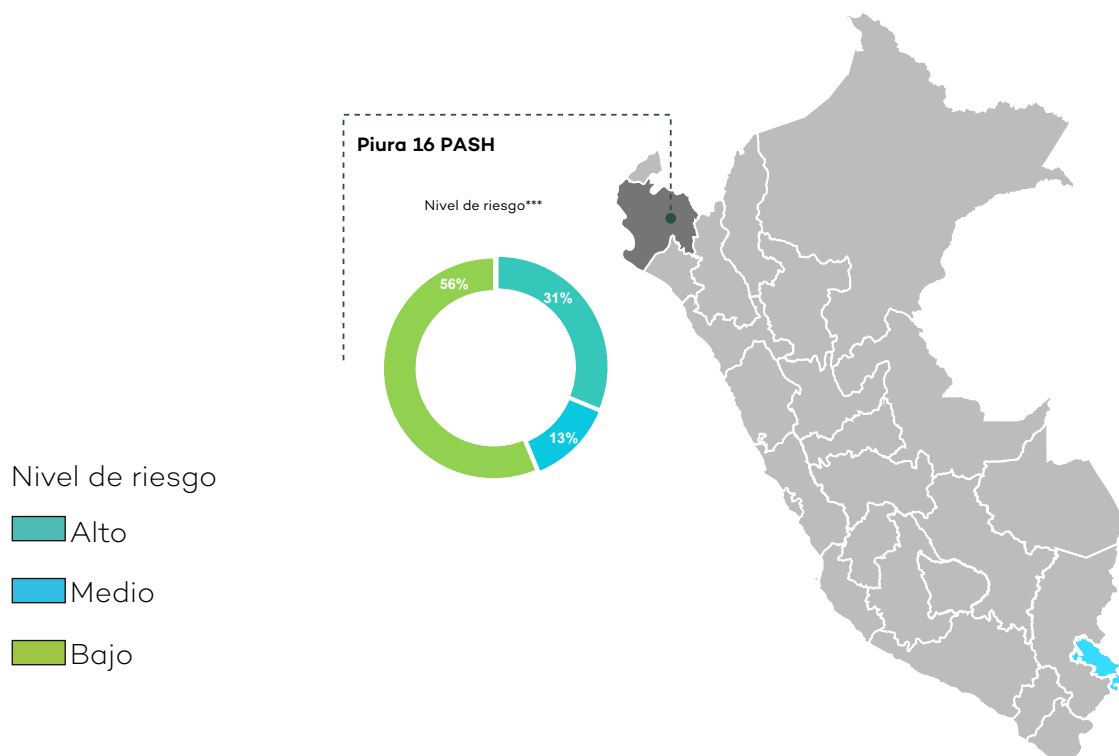 Piura 16 PASH
Nivel de riesgo***
56%
31%
13%
Nivel de riesgo
Alto
Medio
Bajo